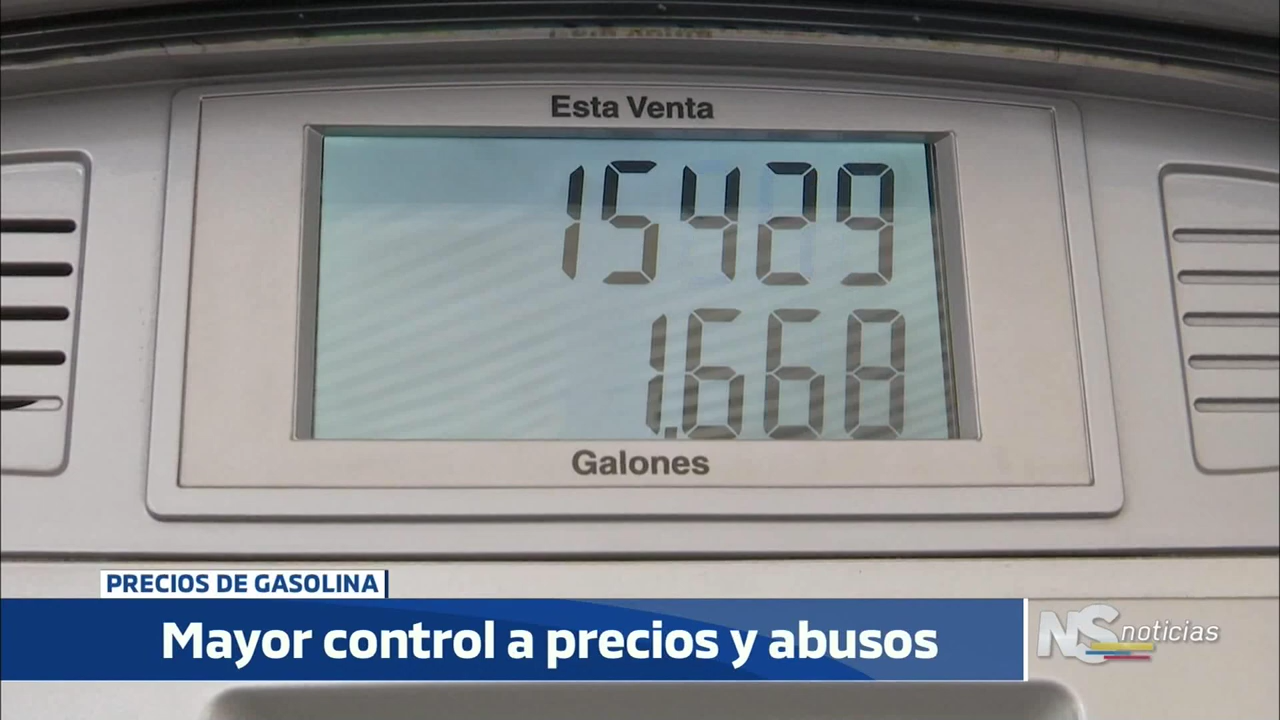 Esta Venta
15429
1.668
Galones
PRECIOS DE GASOLINA
Mayor control a precios y abusos
NS noticias